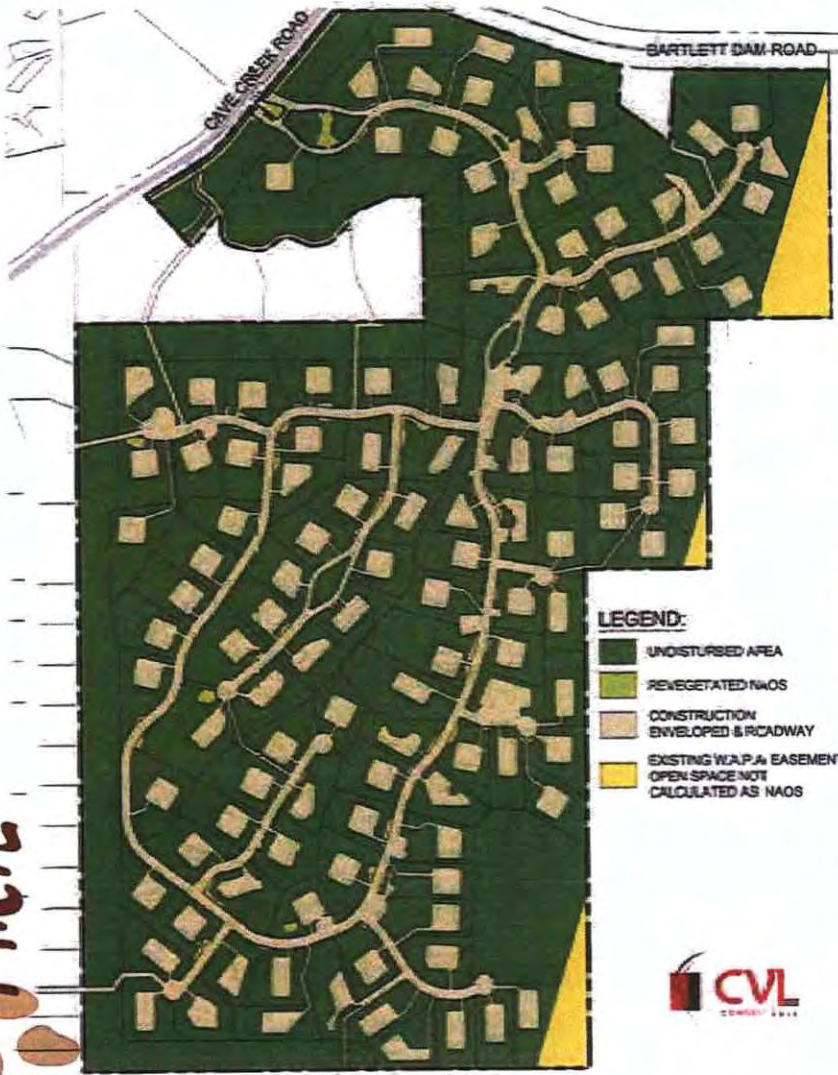 CAVE CREEK ROAD
BARTLETT DAM ROAD
LEGEND:
UNDISTURBED AREA
REVEGETATED NAOS
CONSTRUCTION
ENVELOPED & ROADWAY
EXISTING W.A.P.A. EASEMENT
OPEN SPACE NOT
CALCULATED AS NAOS
CVL